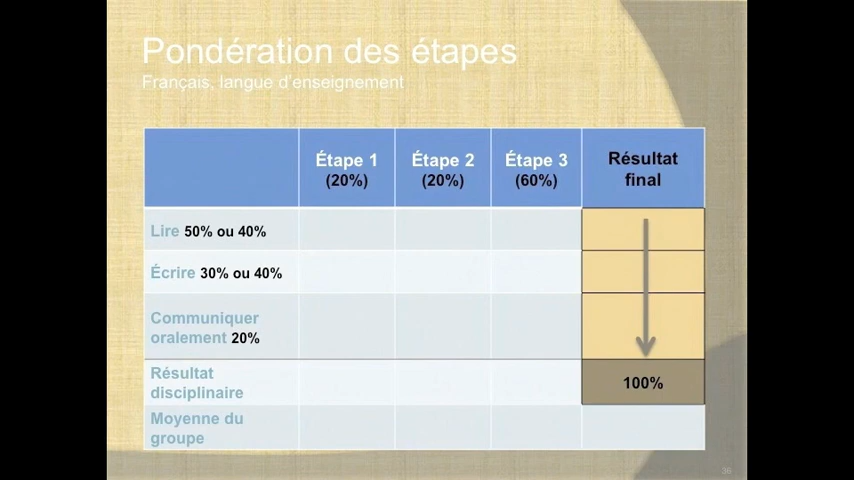 Pondération des étapes
Français, langue d'enseignement
Étape 1
(20%)
Étape 2
(20%)
Étape 3
(60%)
Résultat
final
Lire 50% ou 40%
Écrire 30% ou 40%
Communiquer
oralement 20%
Résultat
disciplinaire
100%
Moyenne du
groupe
36